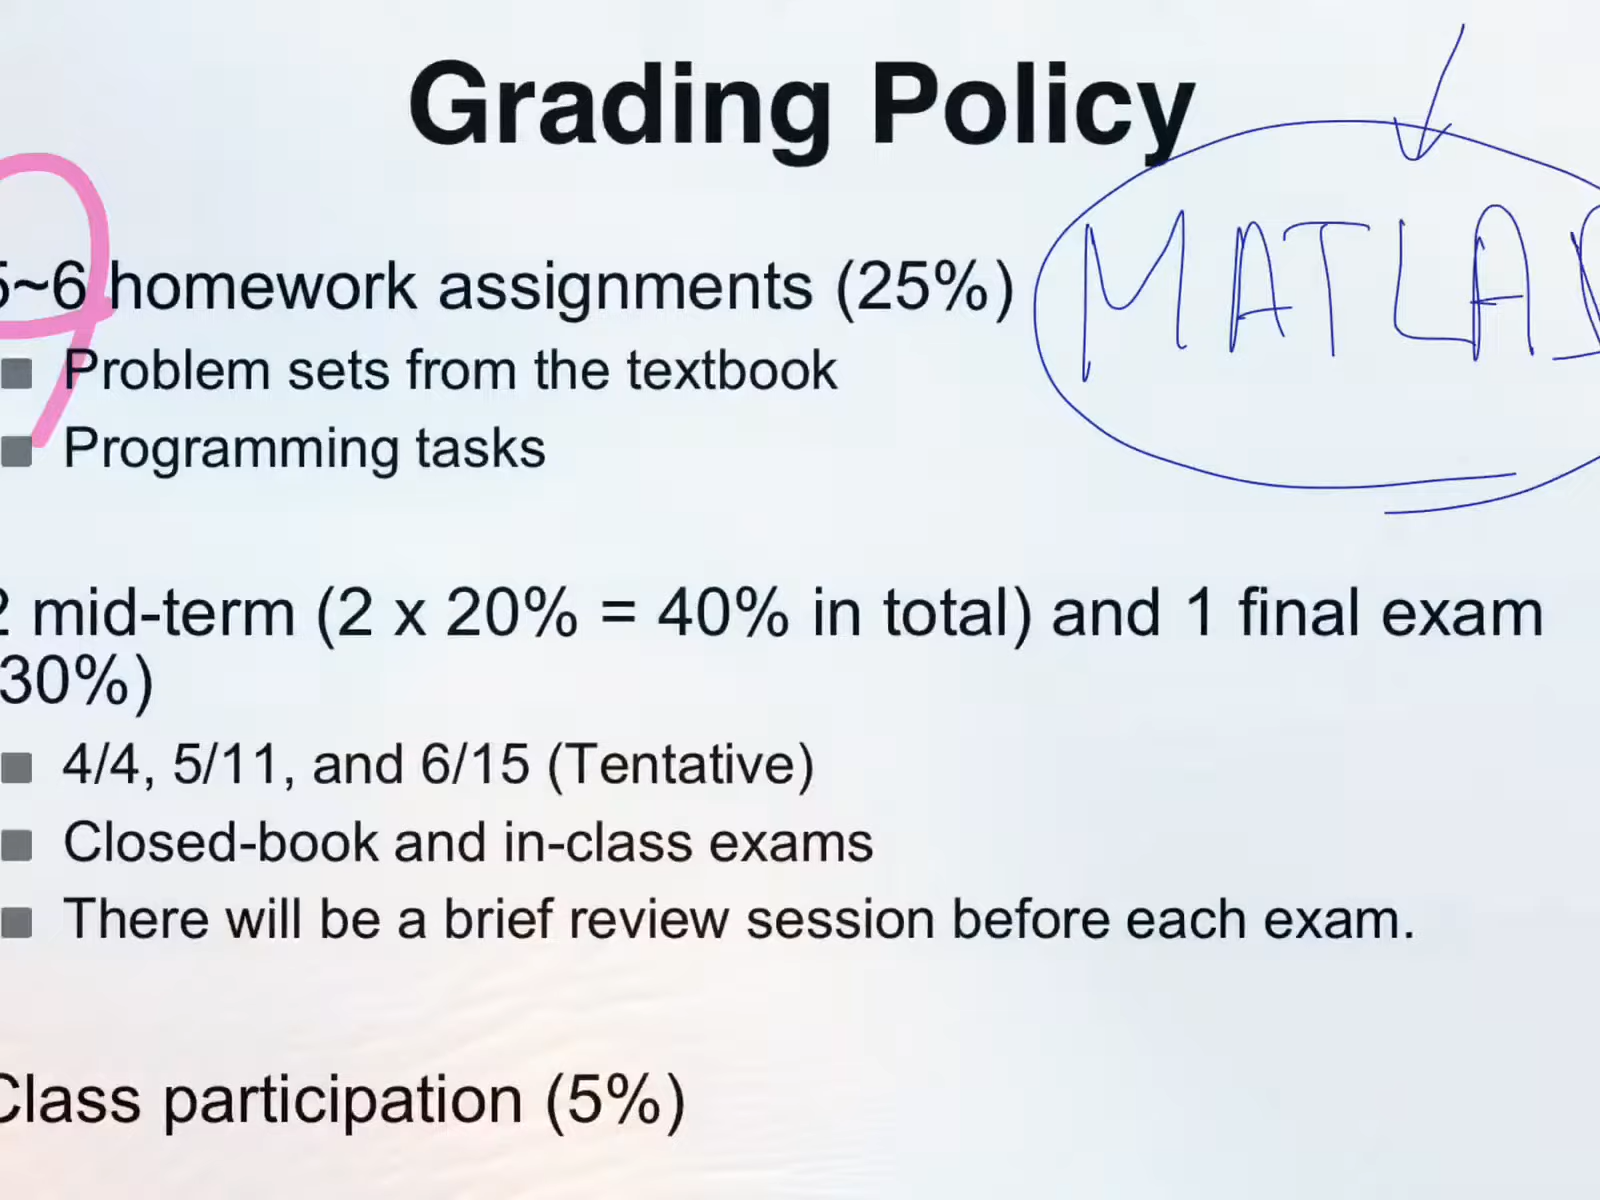 Grading Policy
5~6 homework assignments (25%)
MATLAB
Problem sets from the textbook
Programming tasks
2 mid-term (2 x 20% = 40% in total) and 1 final exam
30%)
4/4, 5/11, and 6/15 (Tentative)
Closed-book and in-class exams
There will be a brief review session before each exam.
Class participation (5%)